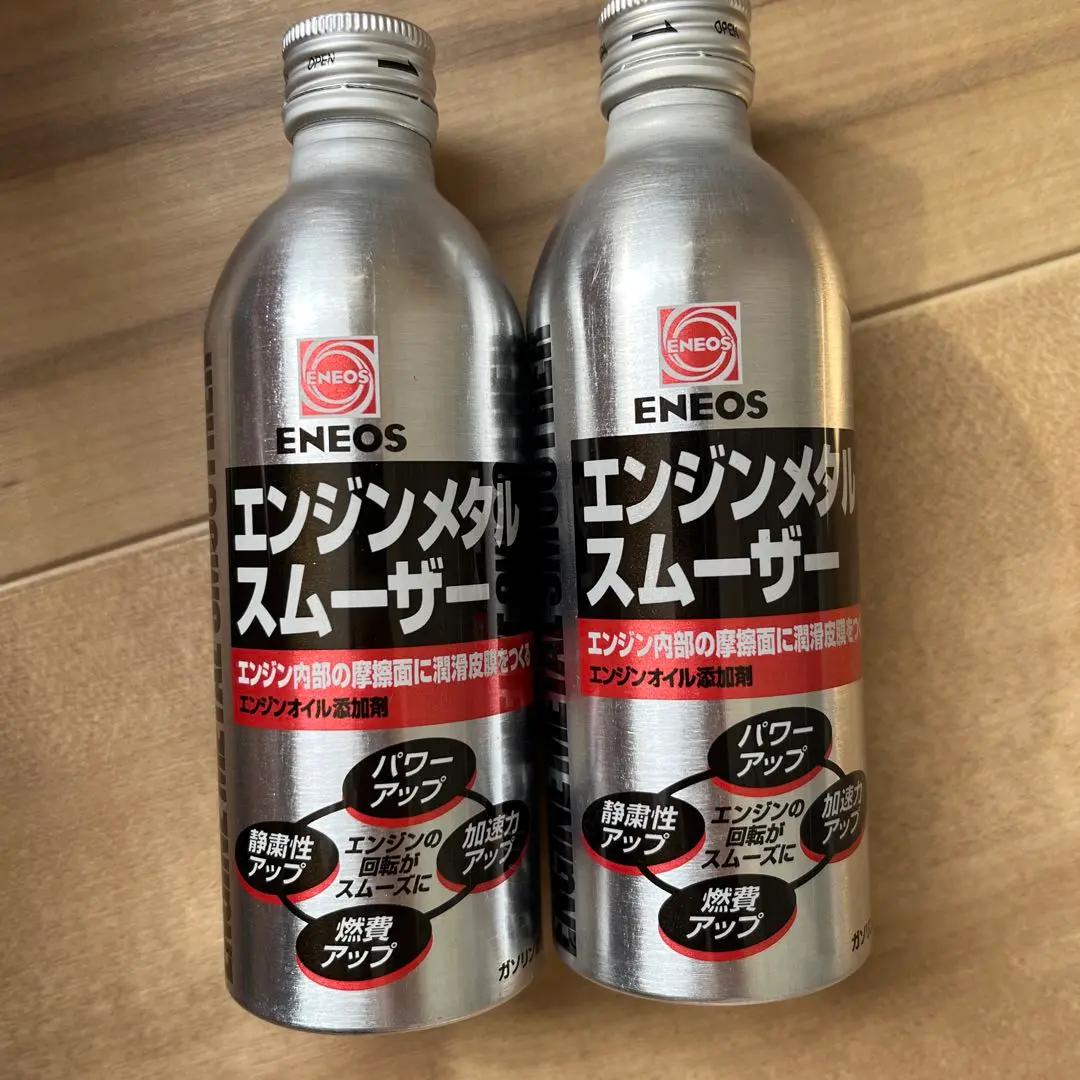 OPEN
ENEOS
ENEOS
エンジンメタル
スムーザー
エンジン内部の摩擦面に潤滑皮膜をつくる
エンジンオイル添加剤
パワー
アップ
静粛性
アップ
エンジンの
回転が
スムーズに
加速力
アップ
燃費
アップ
ガソリン
OPEN
ENEOS
ENEOS
エンジンメタル
スムーザー
エンジン内部の摩擦面に潤滑皮膜をつ
エンジンオイル添加剤
パワー
アップ
静粛性
アップ
エンジンの
回転が
スムーズに
加速力
アップ
燃費
アップ
ENGINE METAL SMOOTHER